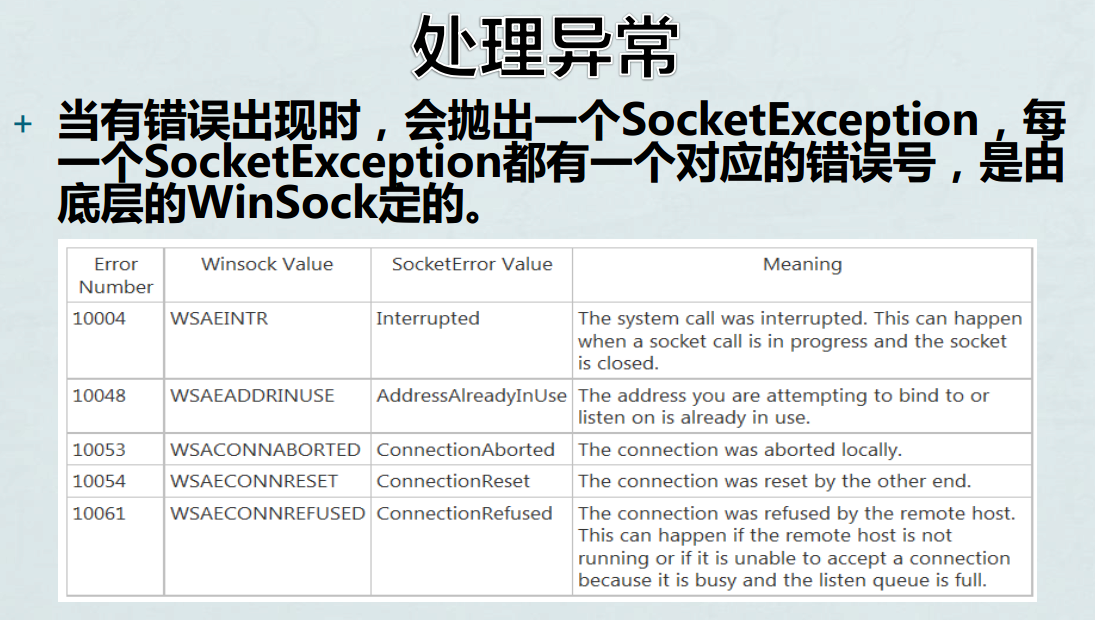 处理异常
+ 当有错误出现时，会抛出一个SocketException，每
一个SocketException都有一个对应的错误号，是由
底层的WinSock定的。
Error Winsock Value SocketError Value Meaning
Number
10004 WSAEINTR Interrupted The system call was interrupted. This can happen
when a socket call is in progress and the socket
is closed.
10048 WSAEADDRINUSE AddressAlreadyInUse The address you are attempting to bind to or
listen on is already in use.
10053 WSACONNABORTED ConnectionAborted The connection was aborted locally.
10054 WSAECONNRESET ConnectionReset The connection was reset by the other end.
10061 WSAECONNREFUSED ConnectionRefused The connection was refused by the remote host.
This can happen if the remote host is not
running or if it is unable to accept a connection
because it is busy and the listen queue is full.